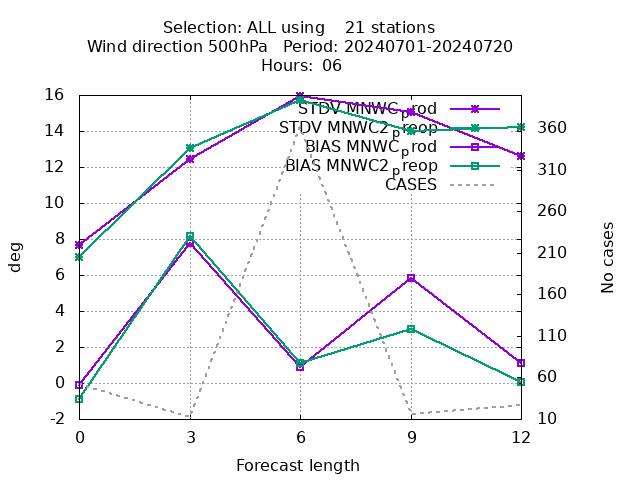 Selection: ALL using    21 stations
Wind direction 500hPa   Period: 20240701-20240720
Hours:  06
STDV MNWC_prod
STDV MNWC2_preop
BIAS MNWC_prod
BIAS MNWC2_preop
CASES
deg
16
14
12
10
8
6
4
2
0
-2
No cases
360
310
260
210
160
110
60
10
0 3 6 9 12
Forecast length